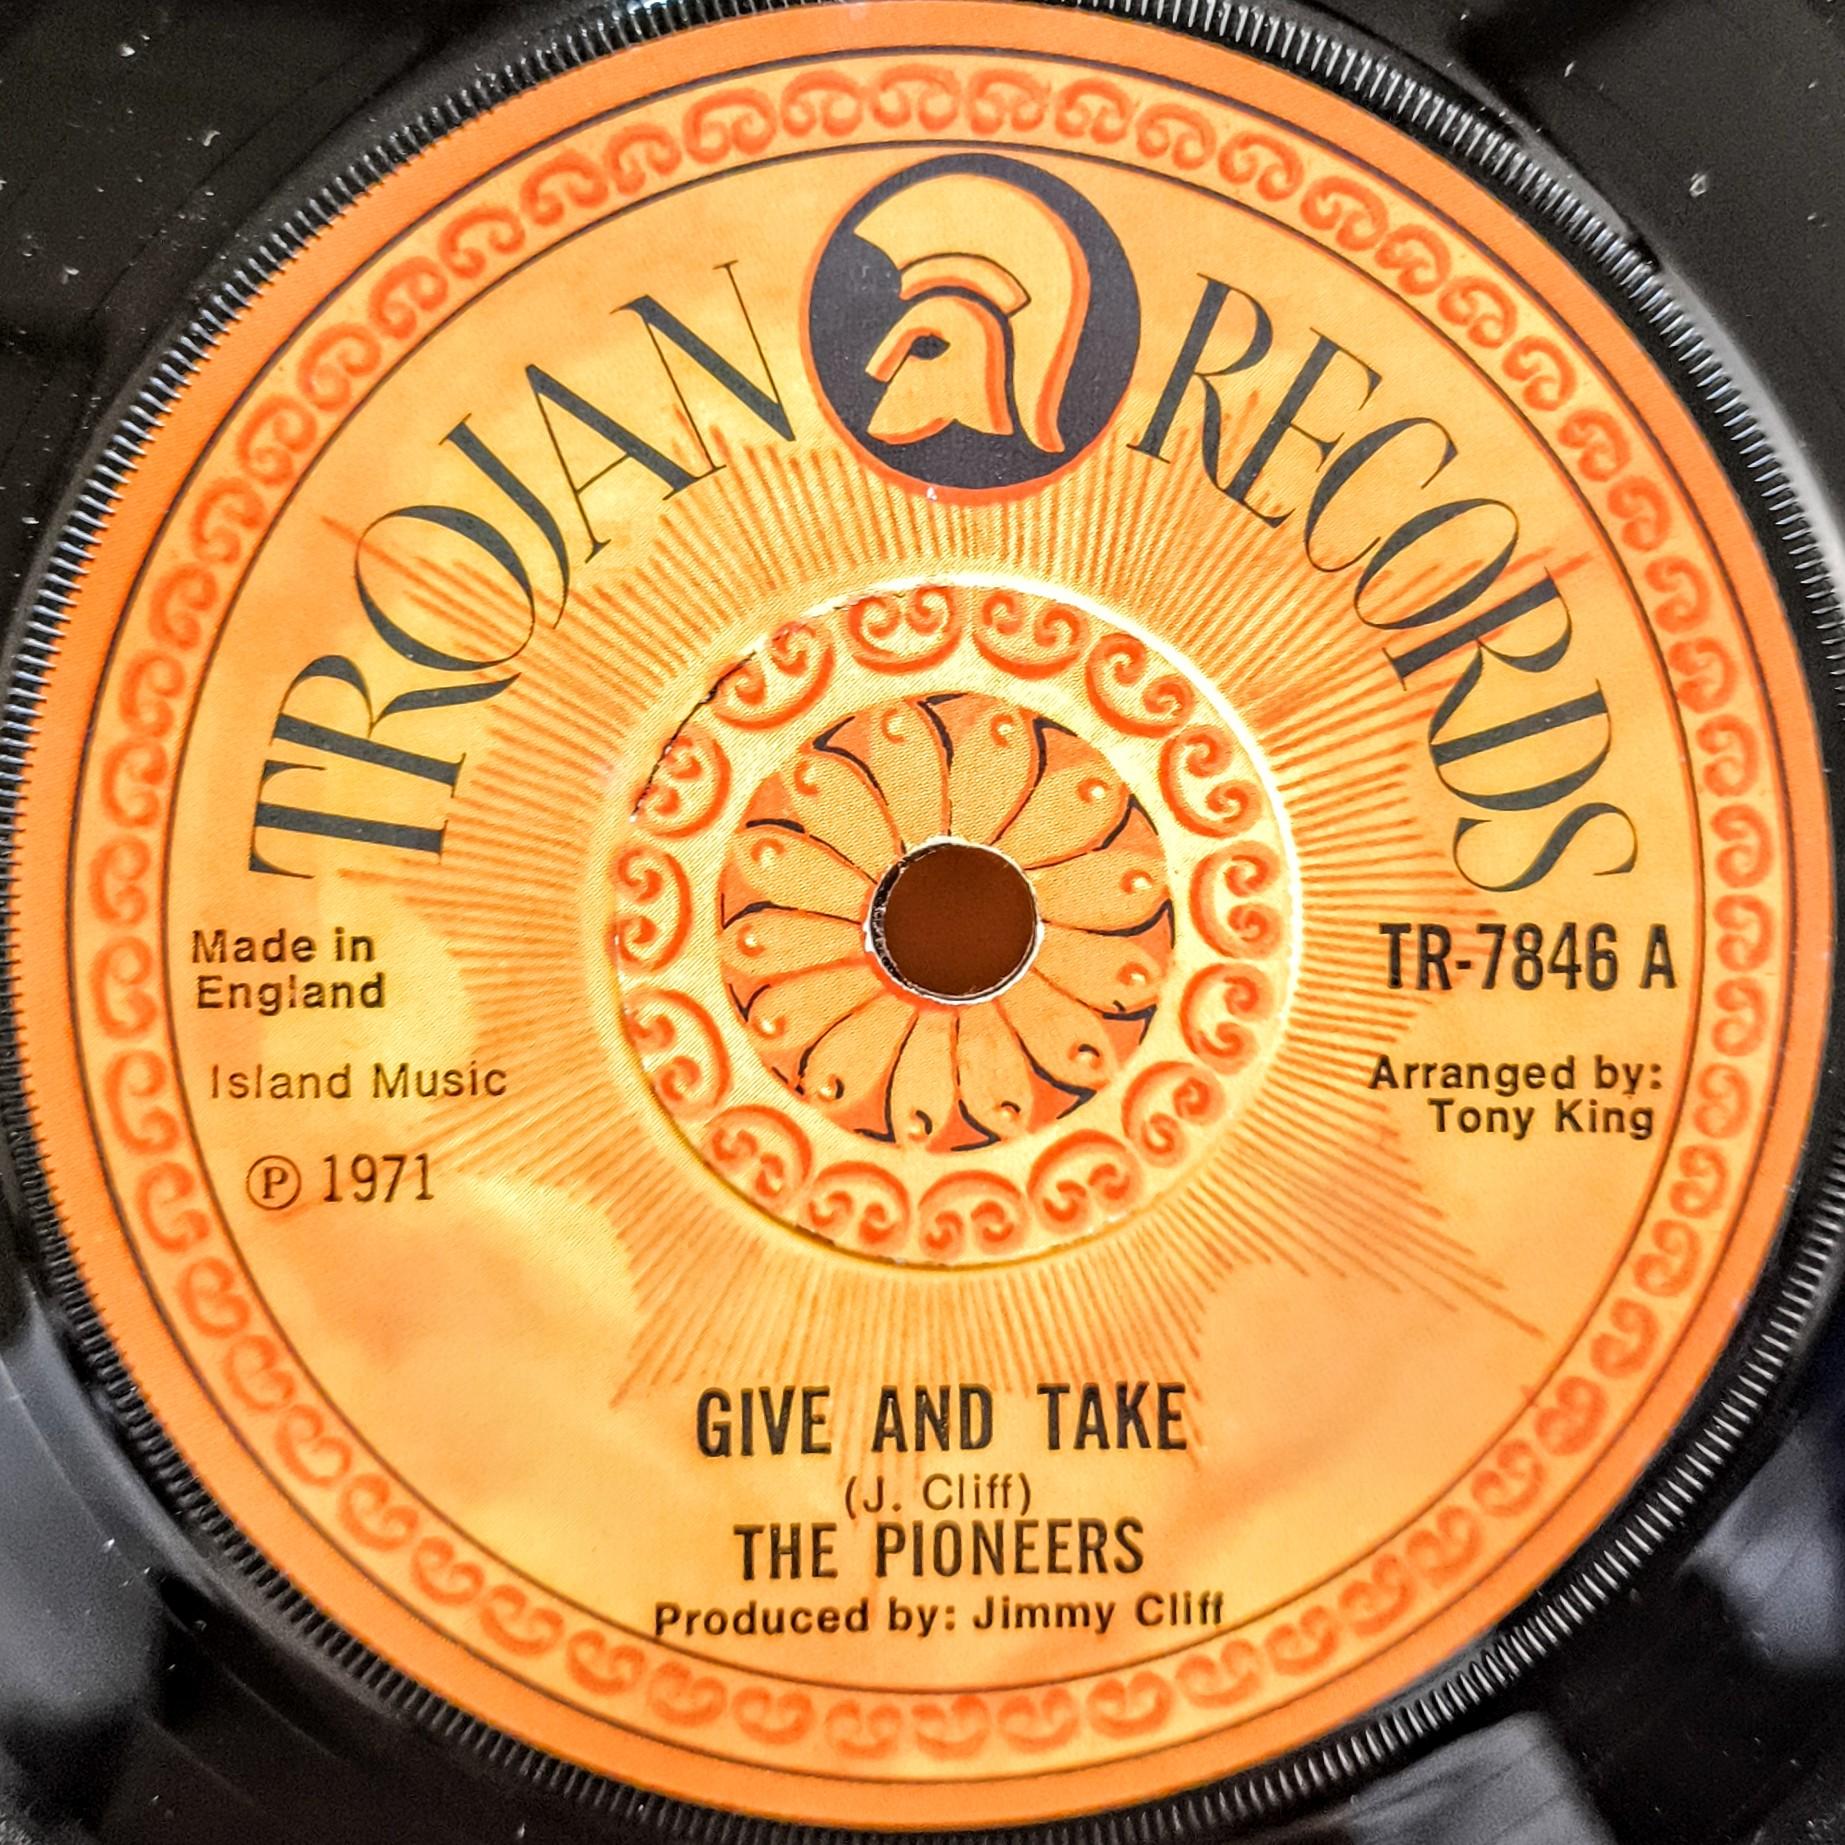 TROJAN RECORDS
Made in
England
Island Music
℗ 1971
TR-7846 A
Arranged by:
Tony King
GIVE AND TAKE
(J. Cliff)
THE PIONEERS
Produced by: Jimmy Cliff